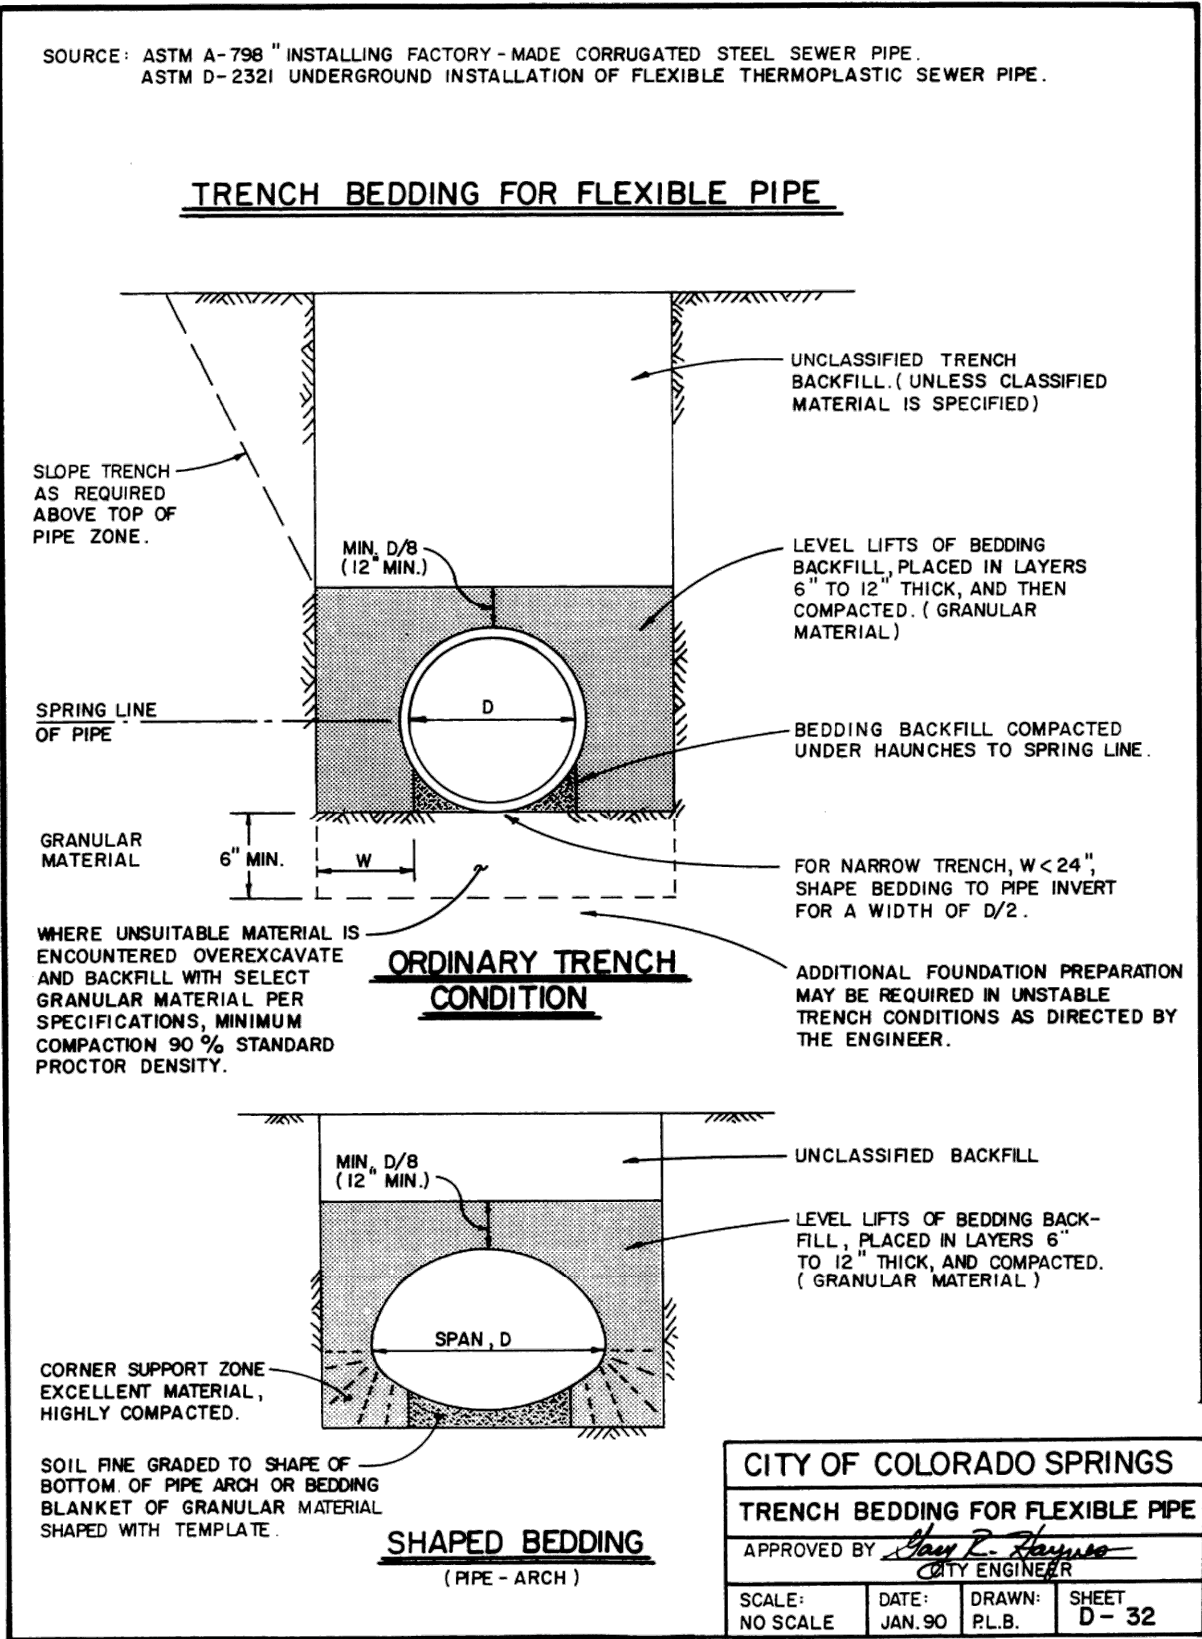 SOURCE: ASTM A-798 "INSTALLING FACTORY-MADE CORRUGATED STEEL SEWER PIPE.
ASTM D-2321 UNDERGROUND INSTALLATION OF FLEXIBLE THERMOPLASTIC SEWER PIPE.
TRENCH BEDDING FOR FLEXIBLE PIPE
UNCLASSIFIED TRENCH
BACKFILL. (UNLESS CLASSIFIED
MATERIAL IS SPECIFIED)
SLOPE TRENCH
AS REQUIRED
ABOVE TOP OF
PIPE ZONE.
MIN. D/8
(12" MIN.)
LEVEL LIFTS OF BEDDING
BACKFILL, PLACED IN LAYERS
6" TO 12" THICK, AND THEN
COMPACTED. (GRANULAR
MATERIAL)
SPRING LINE
OF PIPE
D
BEDDING BACKFILL COMPACTED
UNDER HAUNCHES TO SPRING LINE.
GRANULAR
MATERIAL
6" MIN.
W
FOR NARROW TRENCH, W<24",
SHAPE BEDDING TO PIPE INVERT
FOR A WIDTH OF D/2.
WHERE UNSUITABLE MATERIAL IS
ENCOUNTERED OVEREXCAVATE
AND BACKFILL WITH SELECT
GRANULAR MATERIAL PER
SPECIFICATIONS, MINIMUM
COMPACTION 90 % STANDARD
PROCTOR DENSITY.
ORDINARY TRENCH
CONDITION
ADDITIONAL FOUNDATION PREPARATION
MAY BE REQUIRED IN UNSTABLE
TRENCH CONDITIONS AS DIRECTED BY
THE ENGINEER.
MIN. D/8
(12" MIN.)
UNCLASSIFIED BACKFILL
LEVEL LIFTS OF BEDDING BACK-
FILL, PLACED IN LAYERS 6"
TO 12" THICK, AND COMPACTED.
(GRANULAR MATERIAL)
SPAN, D
CORNER SUPPORT ZONE
EXCELLENT MATERIAL,
HIGHLY COMPACTED.
SOIL FINE GRADED TO SHAPE OF
BOTTOM. OF PIPE ARCH OR BEDDING
BLANKET OF GRANULAR MATERIAL
SHAPED WITH TEMPLATE.
SHAPED BEDDING
(PIPE-ARCH)
CITY OF COLORADO SPRINGS
TRENCH BEDDING FOR FLEXIBLE PIPE
APPROVED BY Gary R. Haynes
CITY ENGINEER
SCALE:
NO SCALE
DATE:
JAN. 90
DRAWN:
P.L.B.
SHEET
D-32